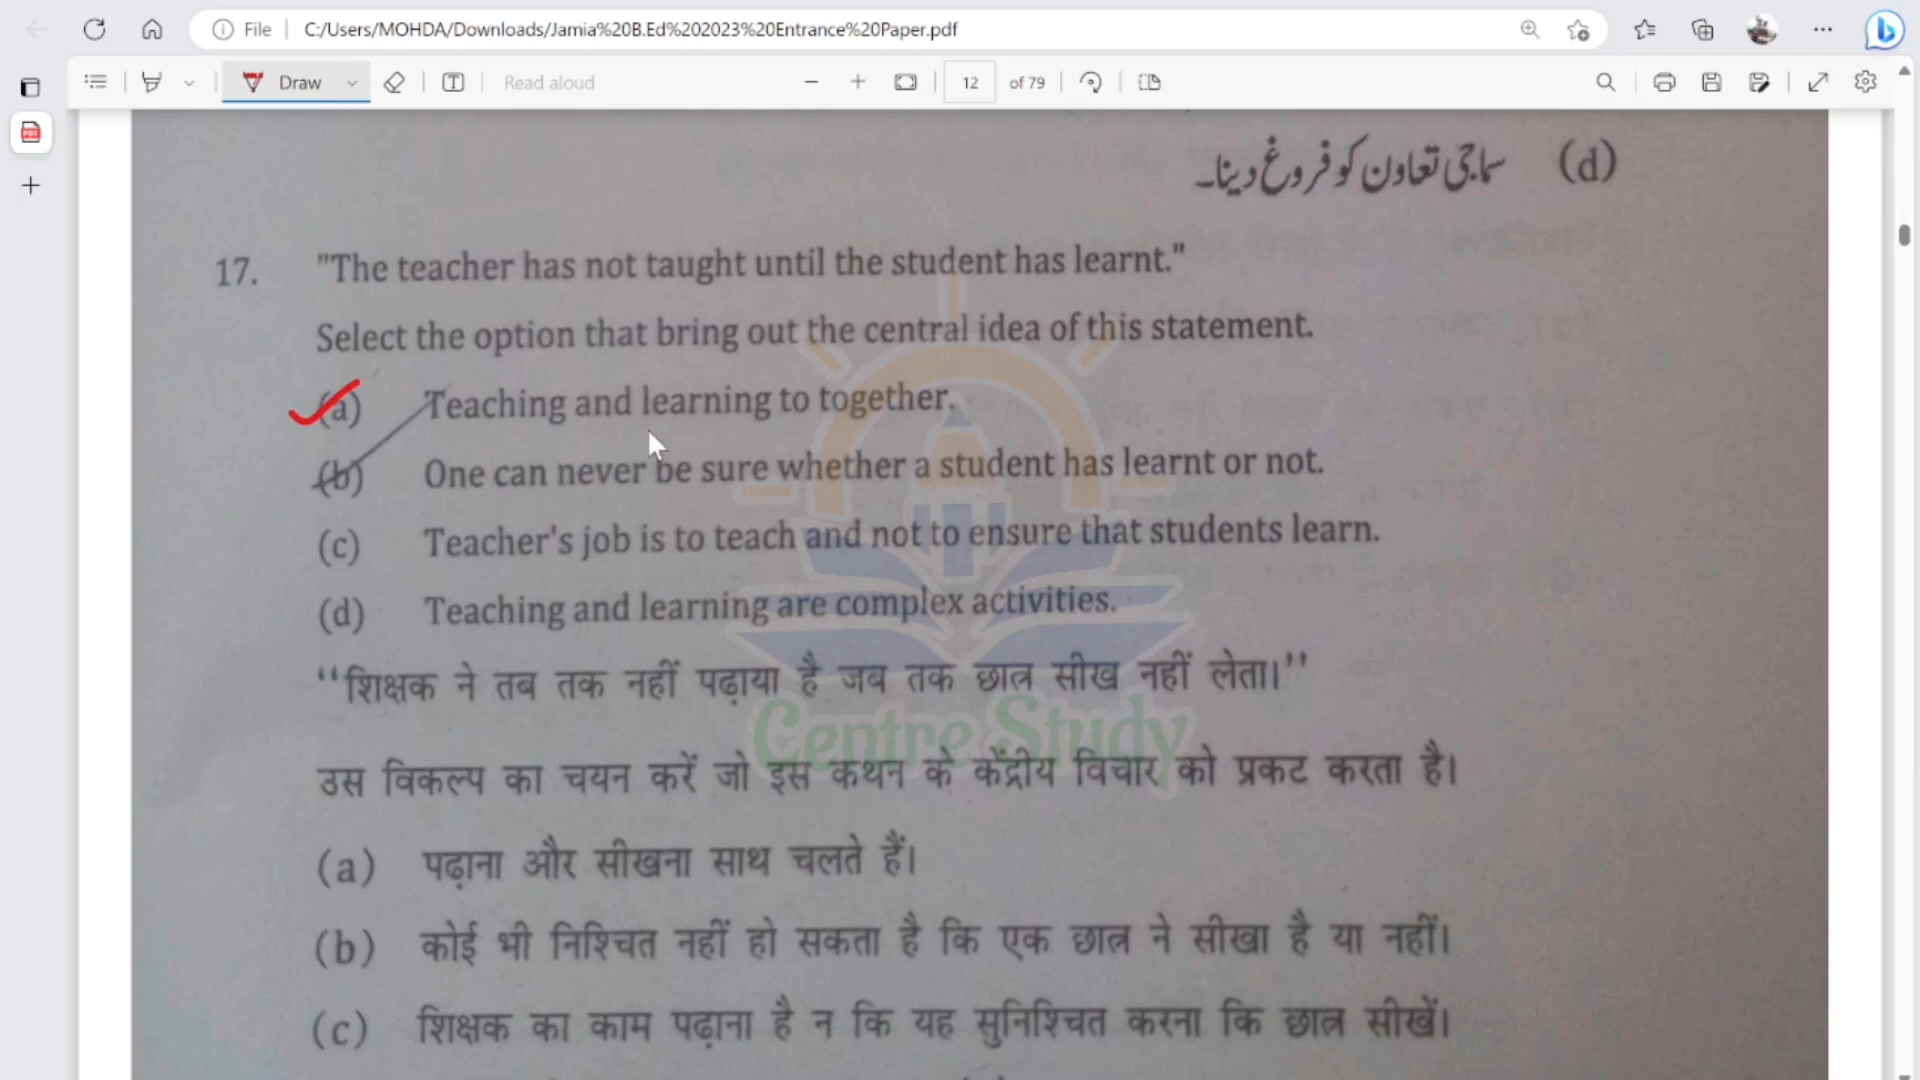 File
C:/Users/MOHDA/Downloads/Jamia%20B.Ed%202023%20Entrance%20Paper.pdf
Draw
Read aloud
12 of 79
(d) سماجی تعاون کو فروغ دینا۔
17. "The teacher has not taught until the student has learnt."
Select the option that bring out the central idea of this statement.
(a) Teaching and learning to together.
(b) One can never be sure whether a student has learnt or not.
(c) Teacher's job is to teach and not to ensure that students learn.
(d) Teaching and learning are complex activities.
‘‘शिक्षक ने तब तक नहीं पढ़ाया है जब तक छात्र सीख नहीं लेता।’’
Centre Study
उस विकल्प का चयन करें जो इस कथन के केंद्रीय विचार को प्रकट करता है।
(a) पढ़ाना और सीखना साथ चलते हैं।
(b) कोई भी निश्चित नहीं हो सकता है कि एक छात्र ने सीखा है या नहीं।
(c) शिक्षक का काम पढ़ाना है न कि यह सुनिश्चित करना कि छात्र सीखें।